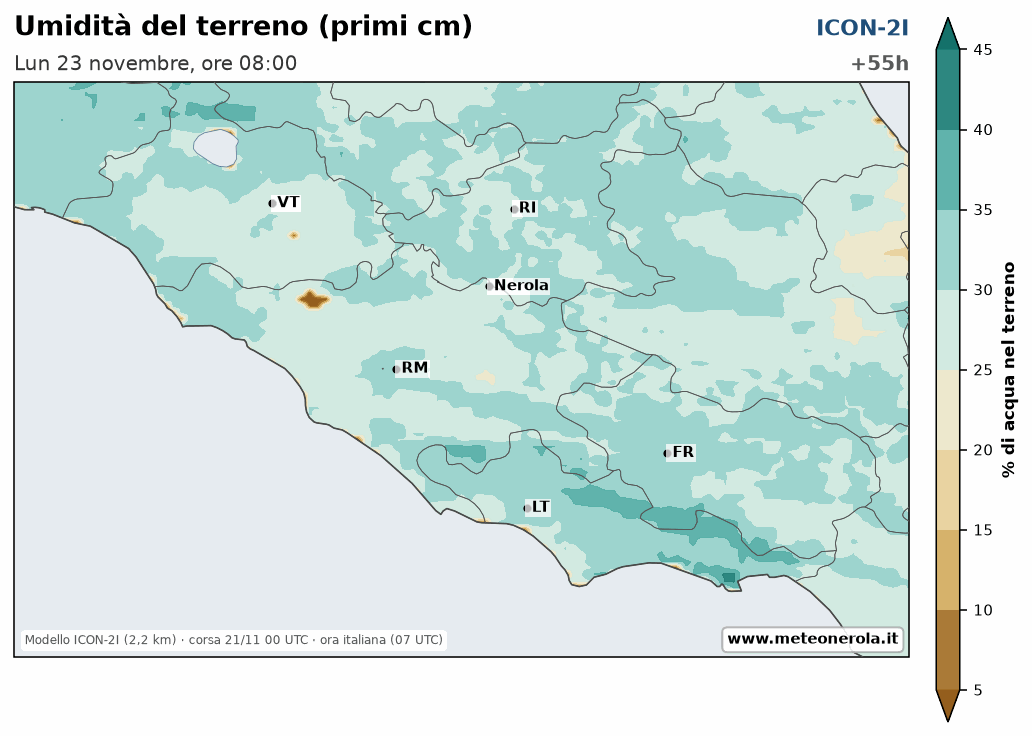 Umidità del terreno (primi cm)
ICON-2I
Lun 23 novembre, ore 08:00
+55h
VT
RI
Nerola
RM
FR
LT
45
40
35
30
25
20
15
10
5
% di acqua nel terreno
Modello ICON-2I (2,2 km) · corsa 21/11 00 UTC · ora italiana (07 UTC)
www.meteonerola.it